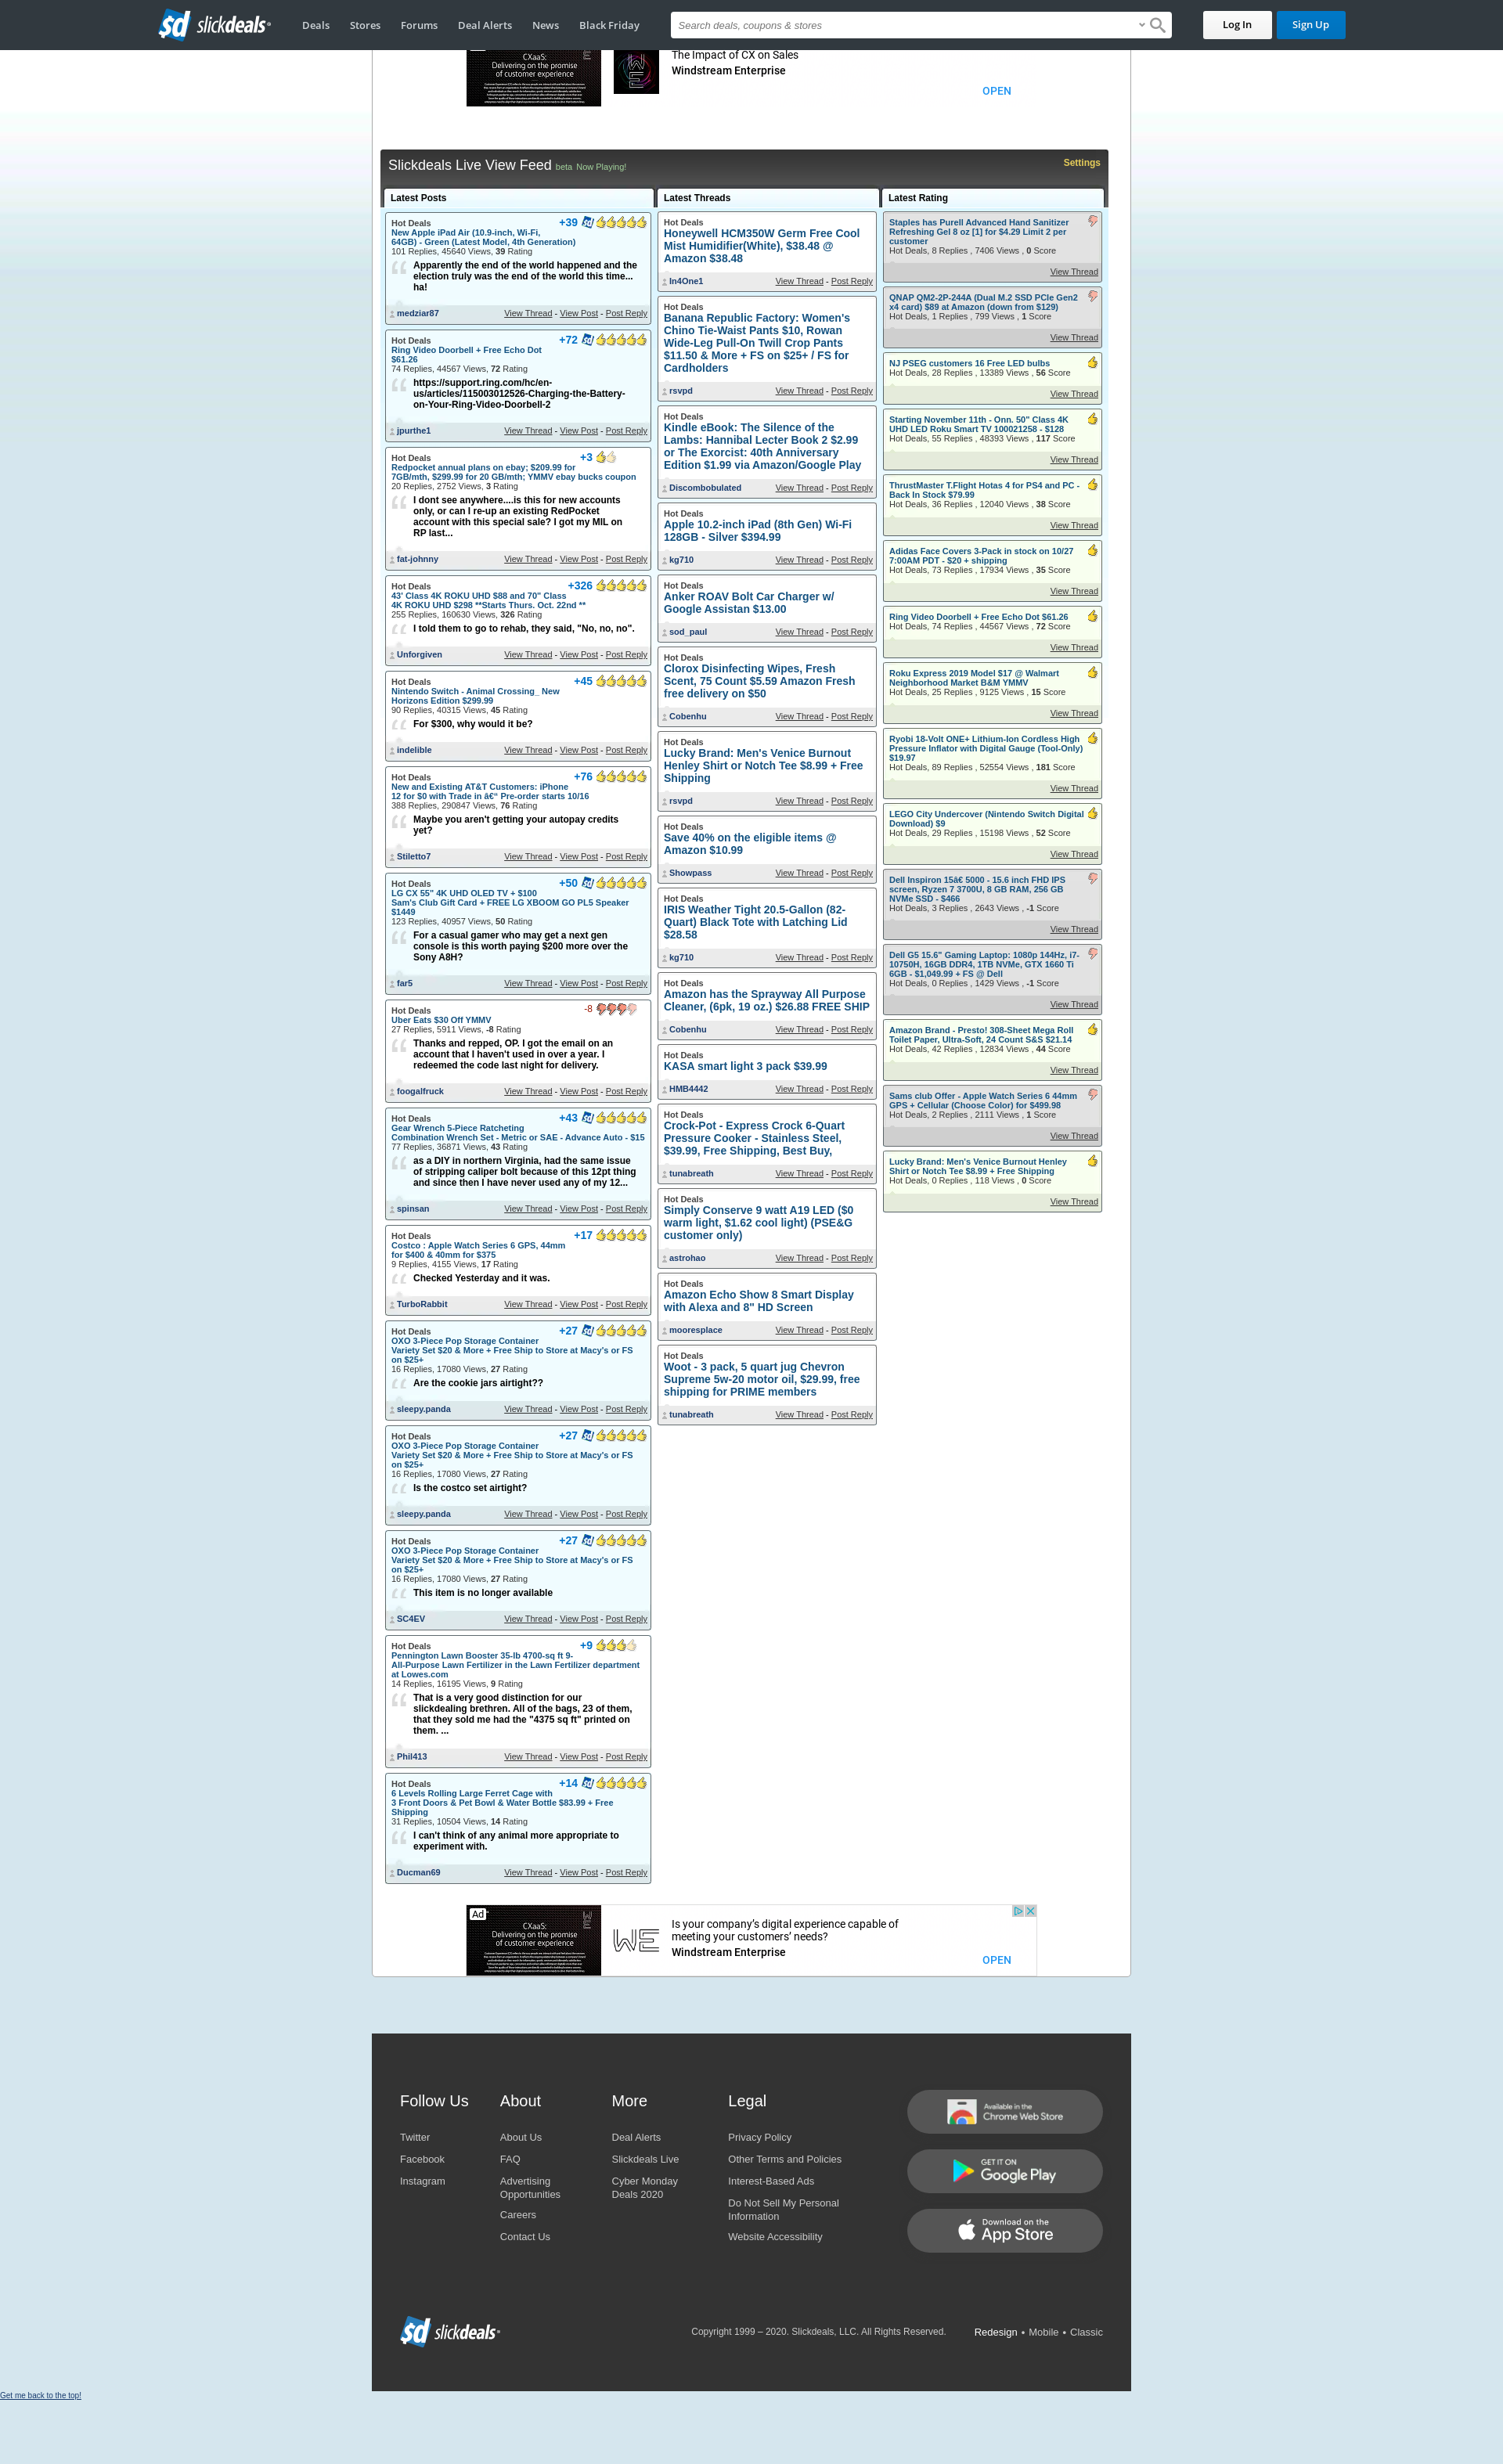 slickdeals
Deals Stores Forums Deal Alerts News Black Friday
Search deals, coupons & stores
Log In
Sign Up
CXaaS:
Delivering on the promise
of customer experience
The Impact of CX on Sales
Windstream Enterprise
OPEN
Slickdeals Live View Feed beta Now Playing!
Settings
Latest Posts
Hot Deals
+39
New Apple iPad Air (10.9-inch, Wi-Fi,
64GB) - Green (Latest Model, 4th Generation)
101 Replies, 45640 Views, 39 Rating
Apparently the end of the world happened and the
election truly was the end of the world this time...
ha!
medziar87
View Thread - View Post - Post Reply
Hot Deals
+72
Ring Video Doorbell + Free Echo Dot
$61.26
74 Replies, 44567 Views, 72 Rating
https://support.ring.com/hc/en-
us/articles/115003012526-Charging-the-Battery-
on-Your-Ring-Video-Doorbell-2
jpurthe1
View Thread - View Post - Post Reply
Hot Deals
+3
Redpocket annual plans on ebay; $209.99 for
7GB/mth, $299.99 for 20 GB/mth; YMMV ebay bucks coupon
20 Replies, 2752 Views, 3 Rating
I dont see anywhere....is this for new accounts
only, or can I re-up an existing RedPocket
account with this special sale? I got my MIL on
RP last...
fat-johnny
View Thread - View Post - Post Reply
Hot Deals
+326
43' Class 4K ROKU UHD $88 and 70" Class
4K ROKU UHD $298 **Starts Thurs. Oct. 22nd **
255 Replies, 160630 Views, 326 Rating
I told them to go to rehab, they said, "No, no, no".
Unforgiven
View Thread - View Post - Post Reply
Hot Deals
+45
Nintendo Switch - Animal Crossing_ New
Horizons Edition $299.99
90 Replies, 40315 Views, 45 Rating
For $300, why would it be?
indelible
View Thread - View Post - Post Reply
Hot Deals
+76
New and Existing AT&T Customers: iPhone
12 for $0 with Trade in â€“ Pre-order starts 10/16
388 Replies, 290847 Views, 76 Rating
Maybe you aren't getting your autopay credits
yet?
Stiletto7
View Thread - View Post - Post Reply
Hot Deals
+50
LG CX 55" 4K UHD OLED TV + $100
Sam's Club Gift Card + FREE LG XBOOM GO PL5 Speaker
$1449
123 Replies, 40957 Views, 50 Rating
For a casual gamer who may get a next gen
console is this worth paying $200 more over the
Sony A8H?
far5
View Thread - View Post - Post Reply
Hot Deals
-8
Uber Eats $30 Off YMMV
27 Replies, 5911 Views, -8 Rating
Thanks and repped, OP. I got the email on an
account that I haven't used in over a year. I
redeemed the code last night for delivery.
foogalfruck
View Thread - View Post - Post Reply
Hot Deals
+43
Gear Wrench 5-Piece Ratcheting
Combination Wrench Set - Metric or SAE - Advance Auto - $15
77 Replies, 36871 Views, 43 Rating
as a DIY in northern Virginia, had the same issue
of stripping caliper bolt because of this 12pt thing
and since then I have never used any of my 12...
spinsan
View Thread - View Post - Post Reply
Hot Deals
+17
Costco : Apple Watch Series 6 GPS, 44mm
for $400 & 40mm for $375
9 Replies, 4155 Views, 17 Rating
Checked Yesterday and it was.
TurboRabbit
View Thread - View Post - Post Reply
Hot Deals
+27
OXO 3-Piece Pop Storage Container
Variety Set $20 & More + Free Ship to Store at Macy's or FS
on $25+
16 Replies, 17080 Views, 27 Rating
Are the cookie jars airtight??
sleepy.panda
View Thread - View Post - Post Reply
Hot Deals
+27
OXO 3-Piece Pop Storage Container
Variety Set $20 & More + Free Ship to Store at Macy's or FS
on $25+
16 Replies, 17080 Views, 27 Rating
Is the costco set airtight?
sleepy.panda
View Thread - View Post - Post Reply
Hot Deals
+27
OXO 3-Piece Pop Storage Container
Variety Set $20 & More + Free Ship to Store at Macy's or FS
on $25+
16 Replies, 17080 Views, 27 Rating
This item is no longer available
SC4EV
View Thread - View Post - Post Reply
Hot Deals
+9
Pennington Lawn Booster 35-lb 4700-sq ft 9-
All-Purpose Lawn Fertilizer in the Lawn Fertilizer department
at Lowes.com
14 Replies, 16195 Views, 9 Rating
That is a very good distinction for our
slickdealing brethren. All of the bags, 23 of them,
that they sold me had the "4375 sq ft" printed on
them. ...
Phil413
View Thread - View Post - Post Reply
Hot Deals
+14
6 Levels Rolling Large Ferret Cage with
3 Front Doors & Pet Bowl & Water Bottle $83.99 + Free
Shipping
31 Replies, 10504 Views, 14 Rating
I can't think of any animal more appropriate to
experiment with.
Ducman69
View Thread - View Post - Post Reply
Latest Threads
Hot Deals
Honeywell HCM350W Germ Free Cool
Mist Humidifier(White), $38.48 @
Amazon $38.48
In4One1
View Thread - Post Reply
Hot Deals
Banana Republic Factory: Women's
Chino Tie-Waist Pants $10, Rowan
Wide-Leg Pull-On Twill Crop Pants
$11.50 & More + FS on $25+ / FS for
Cardholders
rsvpd
View Thread - Post Reply
Hot Deals
Kindle eBook: The Silence of the
Lambs: Hannibal Lecter Book 2 $2.99
or The Exorcist: 40th Anniversary
Edition $1.99 via Amazon/Google Play
Discombobulated
View Thread - Post Reply
Hot Deals
Apple 10.2-inch iPad (8th Gen) Wi-Fi
128GB - Silver $394.99
kg710
View Thread - Post Reply
Hot Deals
Anker ROAV Bolt Car Charger w/
Google Assistan $13.00
sod_paul
View Thread - Post Reply
Hot Deals
Clorox Disinfecting Wipes, Fresh
Scent, 75 Count $5.59 Amazon Fresh
free delivery on $50
Cobenhu
View Thread - Post Reply
Hot Deals
Lucky Brand: Men's Venice Burnout
Henley Shirt or Notch Tee $8.99 + Free
Shipping
rsvpd
View Thread - Post Reply
Hot Deals
Save 40% on the eligible items @
Amazon $10.99
Showpass
View Thread - Post Reply
Hot Deals
IRIS Weather Tight 20.5-Gallon (82-
Quart) Black Tote with Latching Lid
$28.58
kg710
View Thread - Post Reply
Hot Deals
Amazon has the Sprayway All Purpose
Cleaner, (6pk, 19 oz.) $26.88 FREE SHIP
Cobenhu
View Thread - Post Reply
Hot Deals
KASA smart light 3 pack $39.99
HMB4442
View Thread - Post Reply
Hot Deals
Crock-Pot - Express Crock 6-Quart
Pressure Cooker - Stainless Steel,
$39.99, Free Shipping, Best Buy,
tunabreath
View Thread - Post Reply
Hot Deals
Simply Conserve 9 watt A19 LED ($0
warm light, $1.62 cool light) (PSE&G
customer only)
astrohao
View Thread - Post Reply
Hot Deals
Amazon Echo Show 8 Smart Display
with Alexa and 8" HD Screen
mooresplace
View Thread - Post Reply
Hot Deals
Woot - 3 pack, 5 quart jug Chevron
Supreme 5w-20 motor oil, $29.99, free
shipping for PRIME members
tunabreath
View Thread - Post Reply
Latest Rating
Staples has Purell Advanced Hand Sanitizer
Refreshing Gel 8 oz [1] for $4.29 Limit 2 per
customer
Hot Deals, 8 Replies , 7406 Views , 0 Score
View Thread
QNAP QM2-2P-244A (Dual M.2 SSD PCIe Gen2
x4 card) $89 at Amazon (down from $129)
Hot Deals, 1 Replies , 799 Views , 1 Score
View Thread
NJ PSEG customers 16 Free LED bulbs
Hot Deals, 28 Replies , 13389 Views , 56 Score
View Thread
Starting November 11th - Onn. 50" Class 4K
UHD LED Roku Smart TV 100021258 - $128
Hot Deals, 55 Replies , 48393 Views , 117 Score
View Thread
ThrustMaster T.Flight Hotas 4 for PS4 and PC -
Back In Stock $79.99
Hot Deals, 36 Replies , 12040 Views , 38 Score
View Thread
Adidas Face Covers 3-Pack in stock on 10/27
7:00AM PDT - $20 + shipping
Hot Deals, 73 Replies , 17934 Views , 35 Score
View Thread
Ring Video Doorbell + Free Echo Dot $61.26
Hot Deals, 74 Replies , 44567 Views , 72 Score
View Thread
Roku Express 2019 Model $17 @ Walmart
Neighborhood Market B&M YMMV
Hot Deals, 25 Replies , 9125 Views , 15 Score
View Thread
Ryobi 18-Volt ONE+ Lithium-Ion Cordless High
Pressure Inflator with Digital Gauge (Tool-Only)
$19.97
Hot Deals, 89 Replies , 52554 Views , 181 Score
View Thread
LEGO City Undercover (Nintendo Switch Digital
Download) $9
Hot Deals, 29 Replies , 15198 Views , 52 Score
View Thread
Dell Inspiron 15â€ 5000 - 15.6 inch FHD IPS
screen, Ryzen 7 3700U, 8 GB RAM, 256 GB
NVMe SSD - $466
Hot Deals, 3 Replies , 2643 Views , -1 Score
View Thread
Dell G5 15.6" Gaming Laptop: 1080p 144Hz, i7-
10750H, 16GB DDR4, 1TB NVMe, GTX 1660 Ti
6GB - $1,049.99 + FS @ Dell
Hot Deals, 0 Replies , 1429 Views , -1 Score
View Thread
Amazon Brand - Presto! 308-Sheet Mega Roll
Toilet Paper, Ultra-Soft, 24 Count S&S $21.14
Hot Deals, 42 Replies , 12834 Views , 44 Score
View Thread
Sams club Offer - Apple Watch Series 6 44mm
GPS + Cellular (Choose Color) for $499.98
Hot Deals, 2 Replies , 2111 Views , 1 Score
View Thread
Lucky Brand: Men's Venice Burnout Henley
Shirt or Notch Tee $8.99 + Free Shipping
Hot Deals, 0 Replies , 118 Views , 0 Score
View Thread
Ad
CXaaS:
Delivering on the promise
of customer experience
WE
Is your company's digital experience capable of
meeting your customers' needs?
Windstream Enterprise
OPEN
Follow Us
Twitter
Facebook
Instagram
About
About Us
FAQ
Advertising
Opportunities
Careers
Contact Us
More
Deal Alerts
Slickdeals Live
Cyber Monday
Deals 2020
Legal
Privacy Policy
Other Terms and Policies
Interest-Based Ads
Do Not Sell My Personal
Information
Website Accessibility
Available in the
Chrome Web Store
GET IT ON
Google Play
Download on the
App Store
slickdeals
Copyright 1999 – 2020. Slickdeals, LLC. All Rights Reserved.
Redesign • Mobile • Classic
Get me back to the top!